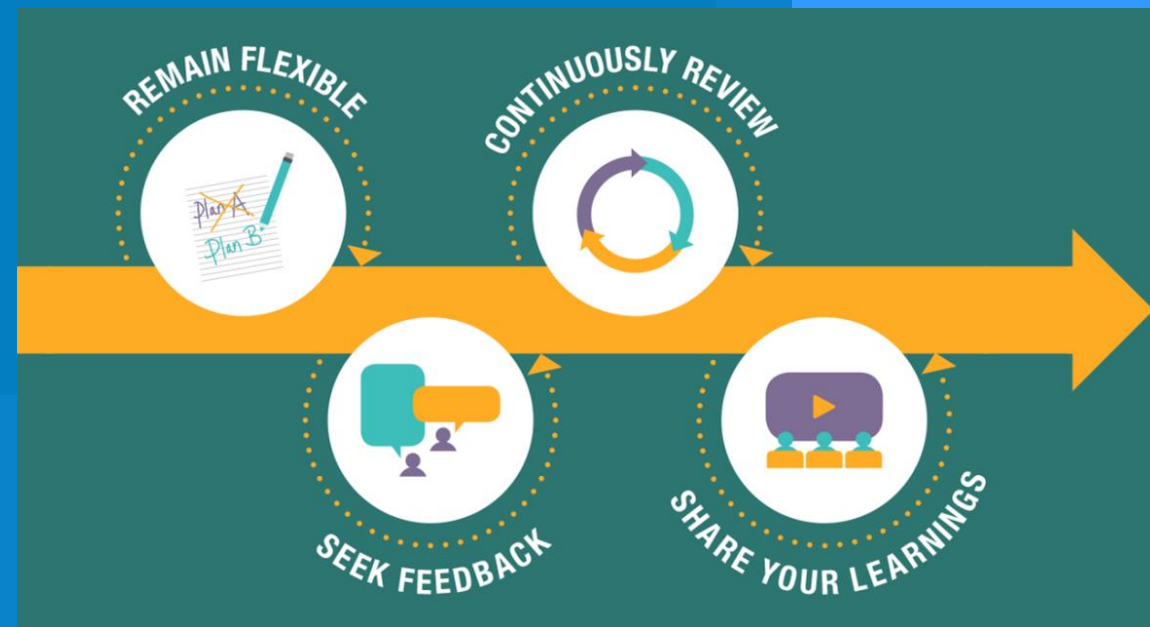 REMAIN FLEXIBLE
Plan A
Plan B
SEEK FEEDBACK
CONTINUOUSLY REVIEW
SHARE YOUR LEARNINGS